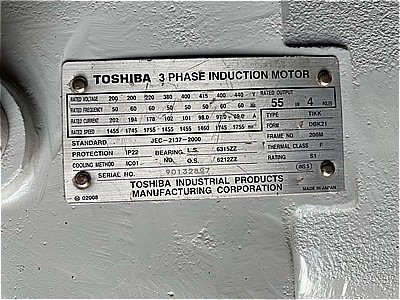 TOSHIBA 3 PHASE INDUCTION MOTOR
RATED VOLTAGE 200 200 220 380 400 415 400 440 V
RATED FREQUENCY 50 60 60 50 50 50 60 60 Hz
RATED CURRENT 202 194 178 102 101 98.0 97.0 A
RATED SPEED 1455 1745 1755 1455 1455 1460 1745 1755
RATED OUTPUT
55 kW 4 POLES
TYPE TIKK
FORM DBK21
FRAME NO. 200M
THERMAL CLASS F
RATING S1
STANDARD JEC-2137-2000
PROTECTION IP22 BEARING L.S. 6315ZZ
COOLING METHOD IC01 NO. O.S. 6212ZZ
SERIAL NO.
TOSHIBA INDUSTRIAL PRODUCTS
MANUFACTURING CORPORATION
MADE IN JAPAN
02008